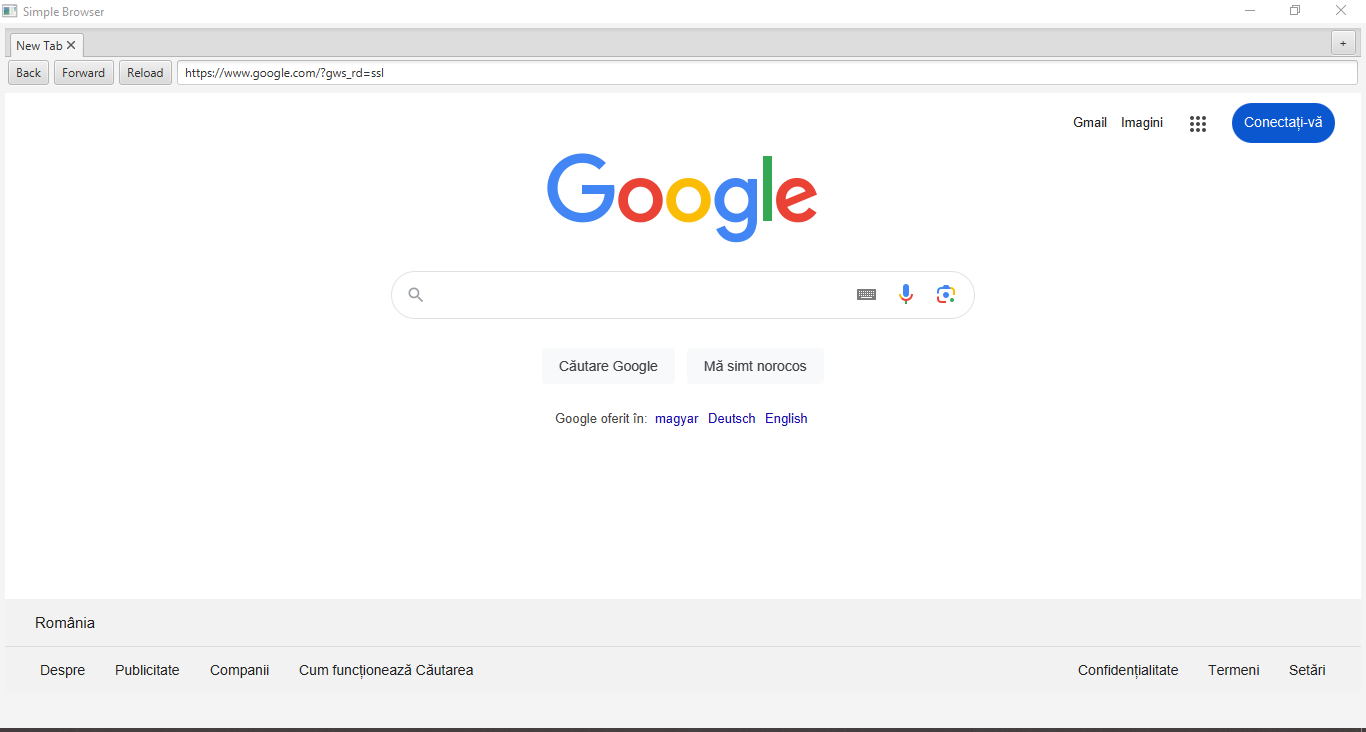 Simple Browser
New Tab
+
Back Forward Reload https://www.google.com/?gws_rd=ssl
Gmail Imagini Conectați-vă
Google
Căutare Google Mă simt norocos
Google oferit în: magyar Deutsch English
România
Despre Publicitate Companii Cum funcționează Căutarea Confidențialitate Termeni Setări